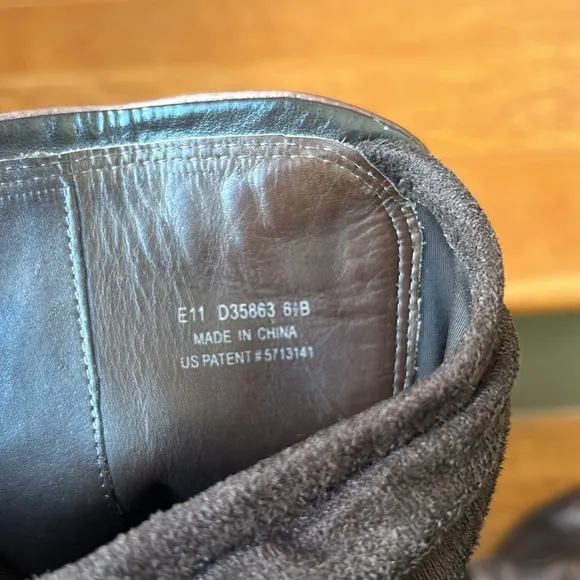 E11 D35863 6½B
MADE IN CHINA
US PATENT #5713141